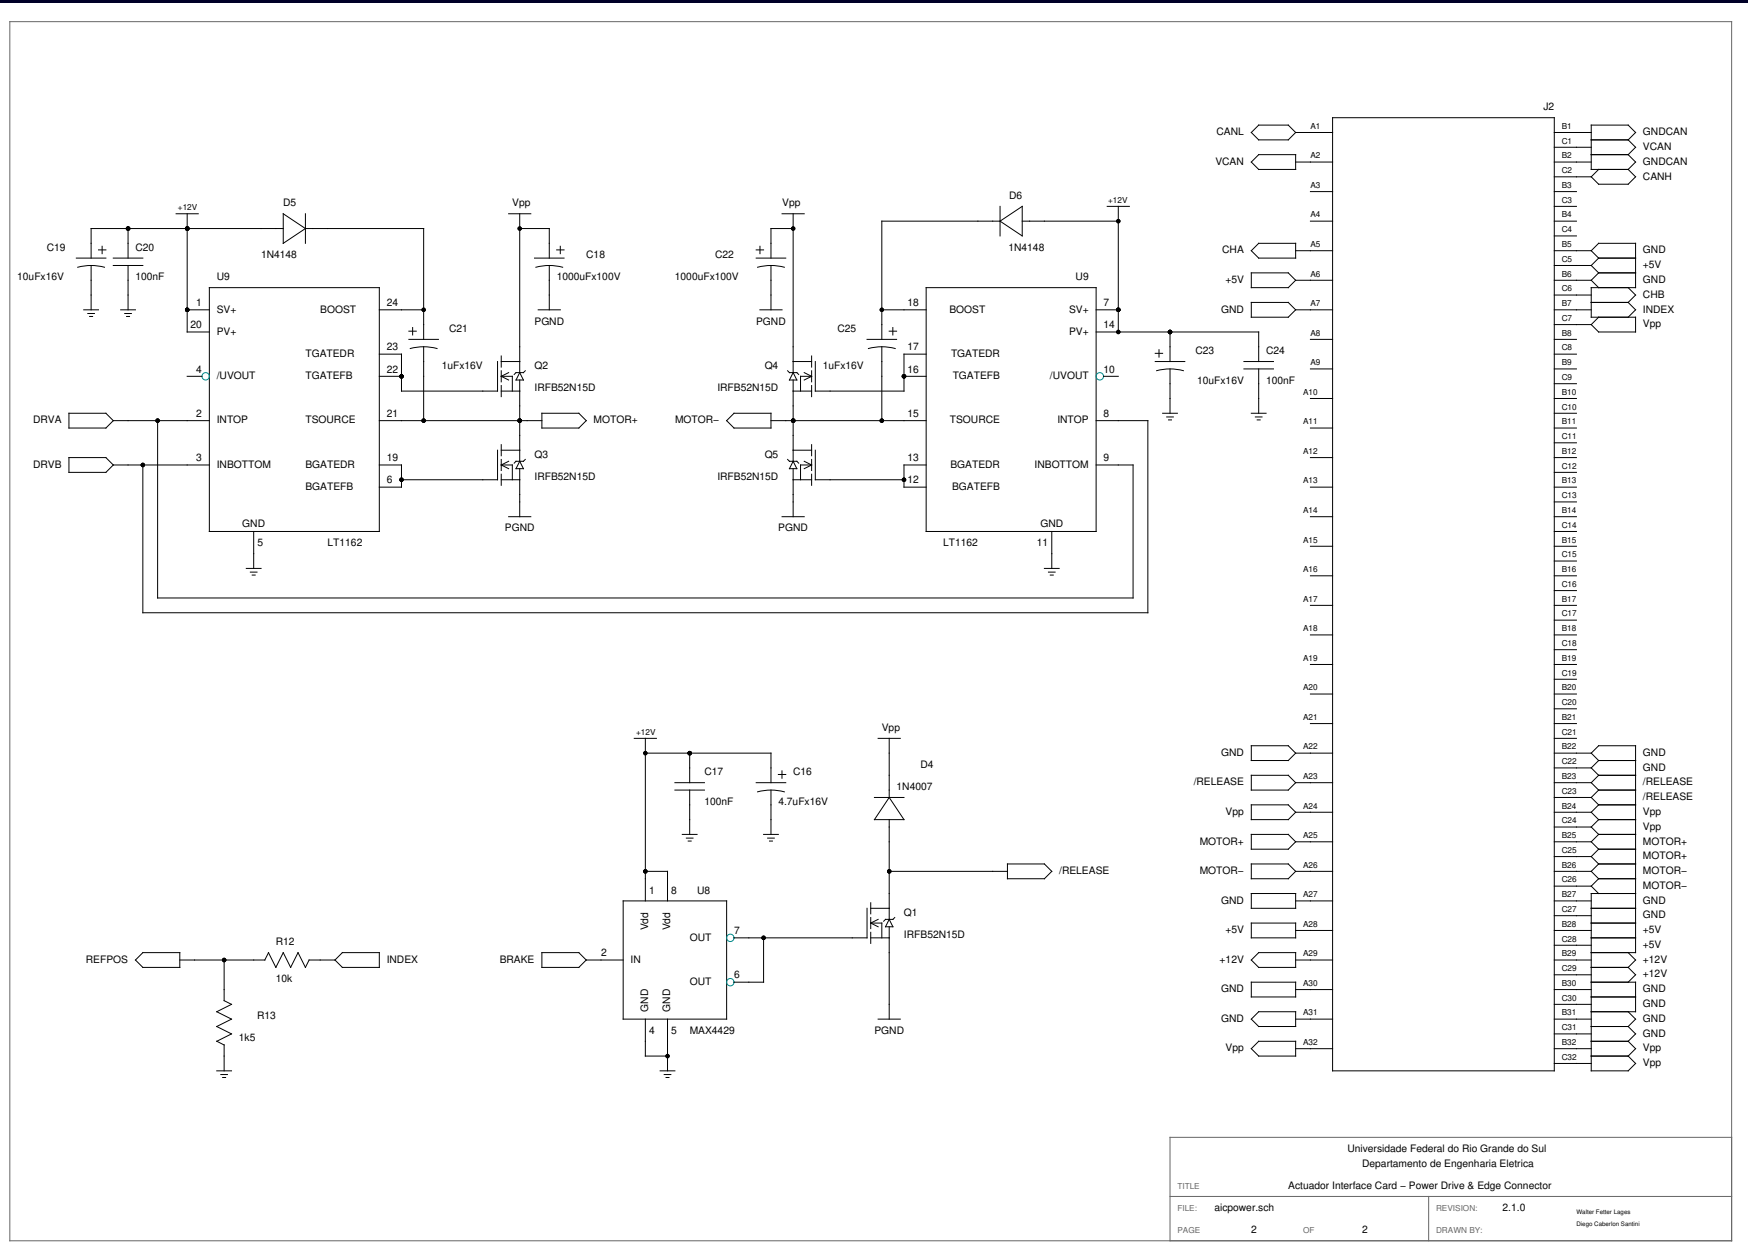 J2
CANL A1 B1 GNDCAN
C1 VCAN
VCAN A2 B2 GNDCAN
C2 CANH
A3 B3
C3
A4 B4
C4
CHA A5 B5 GND
C5 +5V
+5V A6 B6 GND
C6 CHB
GND A7 B7 INDEX
C7 Vpp
A8 B8
C8
A9 B9
C9
A10 B10
C10
A11 B11
C11
A12 B12
C12
A13 B13
C13
A14 B14
C14
A15 B15
C15
A16 B16
C16
A17 B17
C17
A18 B18
C18
A19 B19
C19
A20 B20
C20
A21 B21
C21
GND A22 B22 GND
C22 GND
/RELEASE A23 B23 /RELEASE
C23 /RELEASE
Vpp A24 B24 Vpp
C24 Vpp
MOTOR+ A25 B25 MOTOR+
C25 MOTOR+
MOTOR− A26 B26 MOTOR−
C26 MOTOR−
GND A27 B27 GND
C27 GND
+5V A28 B28 +5V
C28 +5V
+12V A29 B29 +12V
C29 +12V
GND A30 B30 GND
C30 GND
GND A31 B31 GND
C31 GND
Vpp A32 B32 Vpp
C32 Vpp
+12V D5 Vpp
C19 + C20 1N4148 + C18
10uFx16V 100nF 1000uFx100V
U9
1 SV+ BOOST 24
20 PV+ PGND
+ C21
23 TGATEDR
1uFx16V Q2
4 /UVOUT TGATEFB 22
IRFB52N15D
DRVA 2 INTOP TSOURCE 21 MOTOR+
Q3
DRVB 3 INBOTTOM BGATEDR 19
IRFB52N15D
BGATEFB 6
GND PGND
5 LT1162
Vpp D6 +12V
C22 + 1N4148
1000uFx100V U9
18 BOOST SV+ 7
PGND PV+ 14
C25 +
17 TGATEDR + C23 C24
Q4 1uFx16V
16 TGATEFB /UVOUT 10
IRFB52N15D 10uFx16V 100nF
MOTOR− 15 TSOURCE INTOP 8
Q5
13 BGATEDR INBOTTOM 9
IRFB52N15D
12 BGATEFB
PGND GND
LT1162 11
+12V Vpp
D4
C17 + C16
1N4007
100nF 4.7uFx16V
/RELEASE
1 8 U8
Vdd Vdd
Q1
7
OUT IRFB52N15D
BRAKE 2 IN
6
OUT
GND GND
4 5 MAX4429 PGND
R12
REFPOS INDEX
10k
R13
1k5
Universidade Federal do Rio Grande do Sul
Departamento de Engenharia Eletrica
TITLE Actuador Interface Card − Power Drive & Edge Connector
FILE: aicpower.sch REVISION: 2.1.0 Walter Fetter Lages
Diego Caberlon Santini
PAGE 2 OF 2 DRAWN BY: